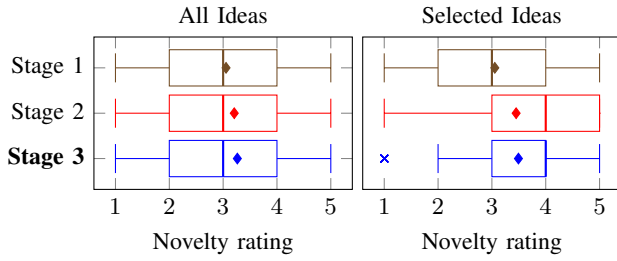 All Ideas
Selected Ideas
Stage 1
Stage 2
Stage 3
1 2 3 4 5
1 2 3 4 5
Novelty rating
Novelty rating